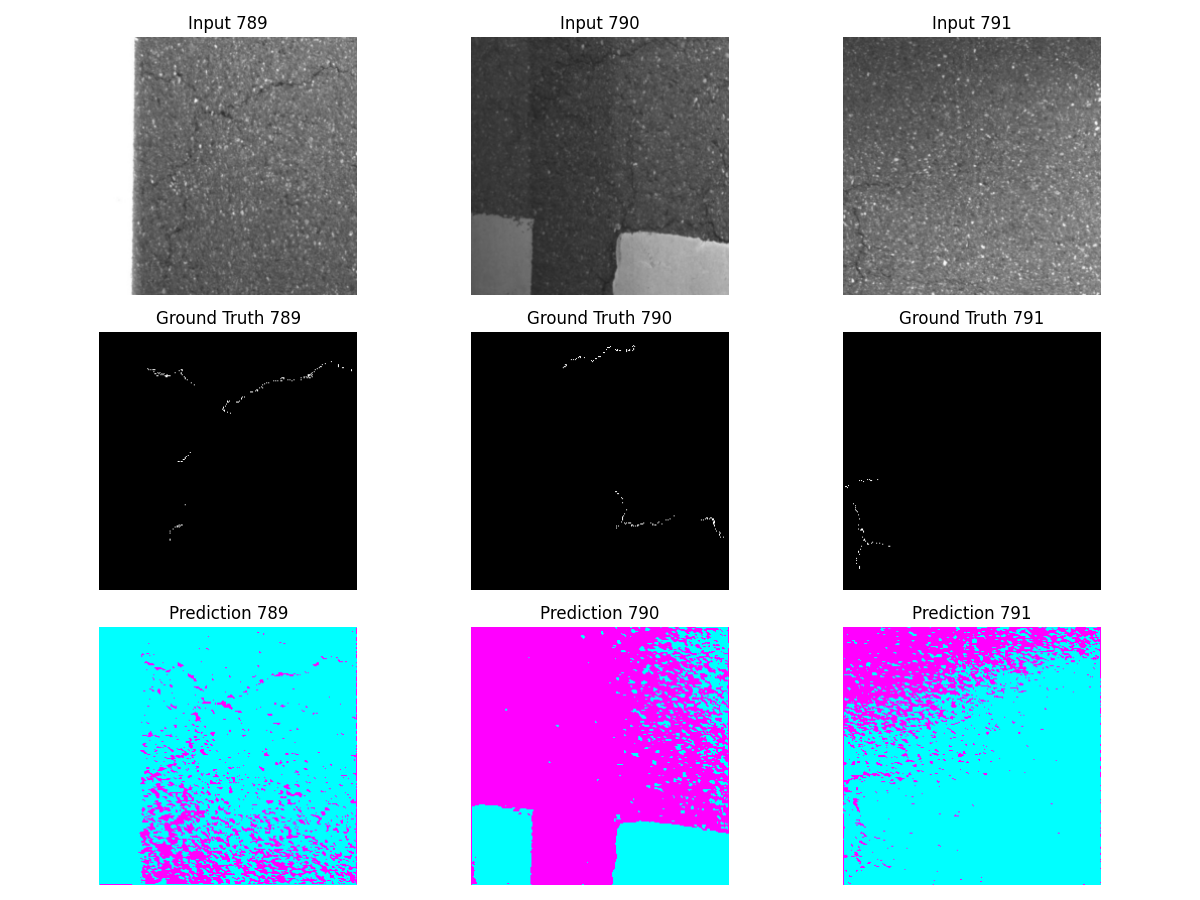 Input 789
Input 790
Input 791
Ground Truth 789
Ground Truth 790
Ground Truth 791
Prediction 789
Prediction 790
Prediction 791